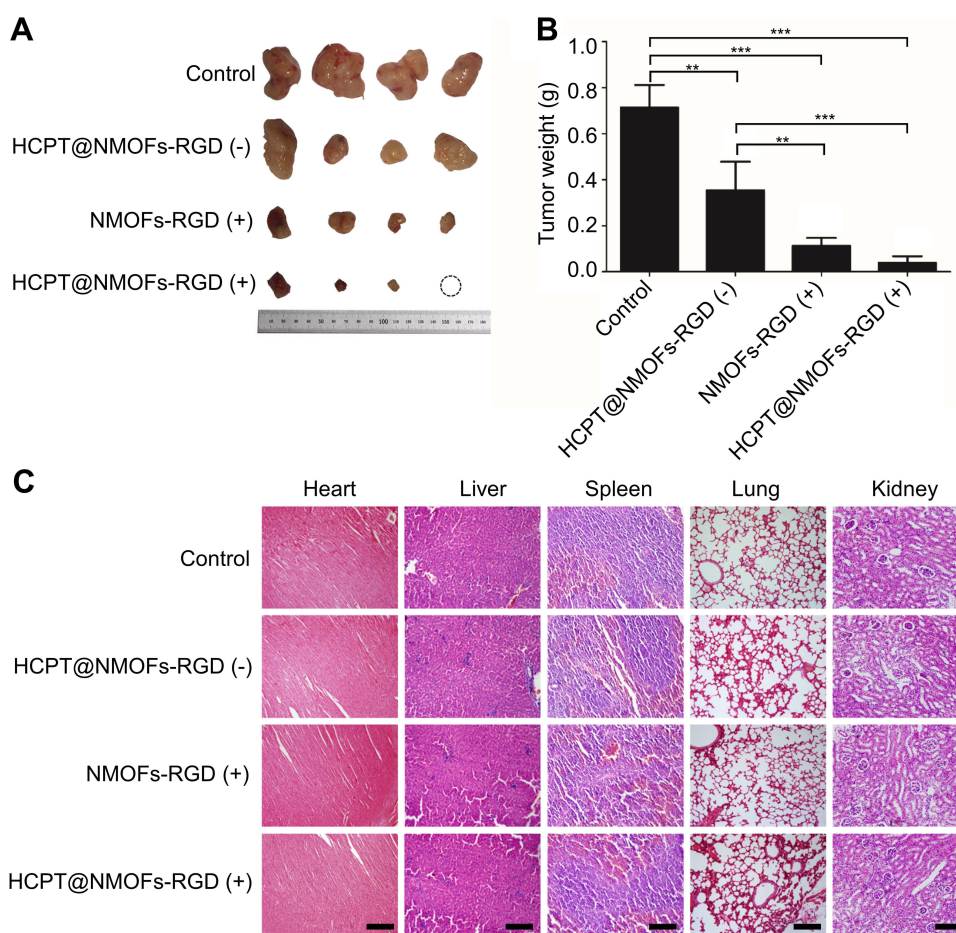 A
Control
HCPT@NMOFs-RGD (-)
NMOFs-RGD (+)
HCPT@NMOFs-RGD (+)
100
B
Tumor weight (g)
1.0
0.8
0.6
0.4
0.2
0.0
***
***
**
***
**
Control
HCPT@NMOFs-RGD (-)
NMOFs-RGD (+)
HCPT@NMOFs-RGD (+)
C
Heart Liver Spleen Lung Kidney
Control
HCPT@NMOFs-RGD (-)
NMOFs-RGD (+)
HCPT@NMOFs-RGD (+)